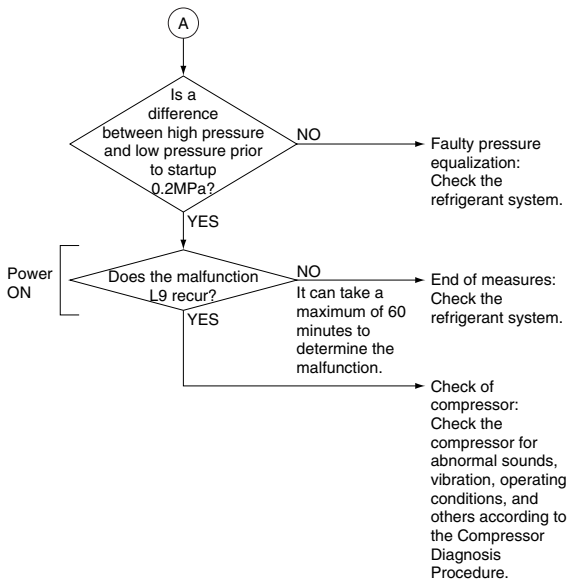 A
Is a
difference
between high pressure
and low pressure prior
to startup
0.2MPa?
NO
Faulty pressure
equalization:
Check the
refrigerant system.
YES
Power
ON
Does the malfunction
L9 recur?
NO
It can take a
maximum of 60
minutes to
determine the
malfunction.
End of measures:
Check the
refrigerant system.
YES
Check of
compressor:
Check the
compressor for
abnormal sounds,
vibration, operating
conditions, and
others according to
the Compressor
Diagnosis
Procedure.